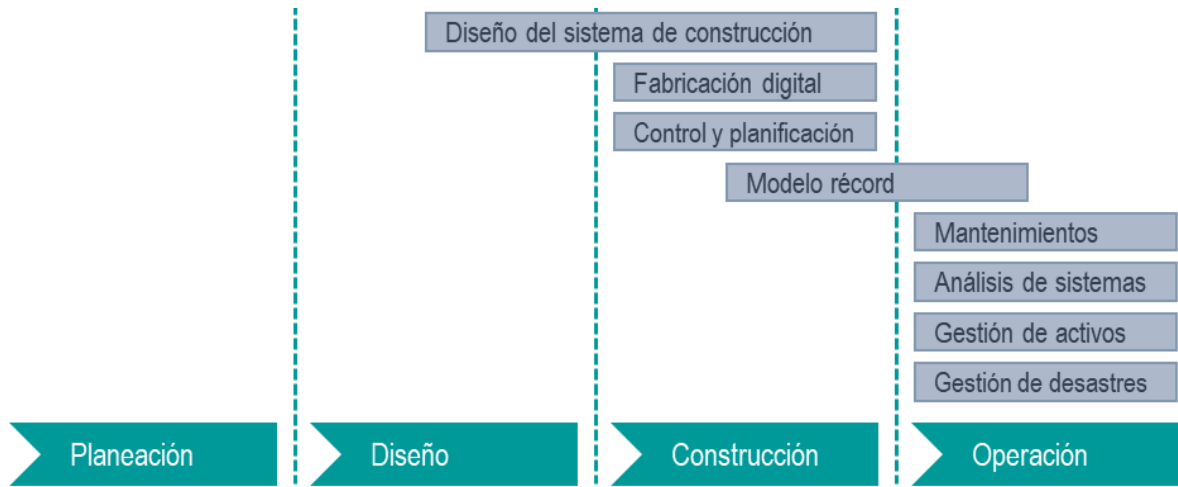 Diseño del sistema de construcción
Fabricación digital
Control y planificación
Modelo récord
Mantenimientos
Análisis de sistemas
Gestión de activos
Gestión de desastres
Planeación
Diseño
Construcción
Operación